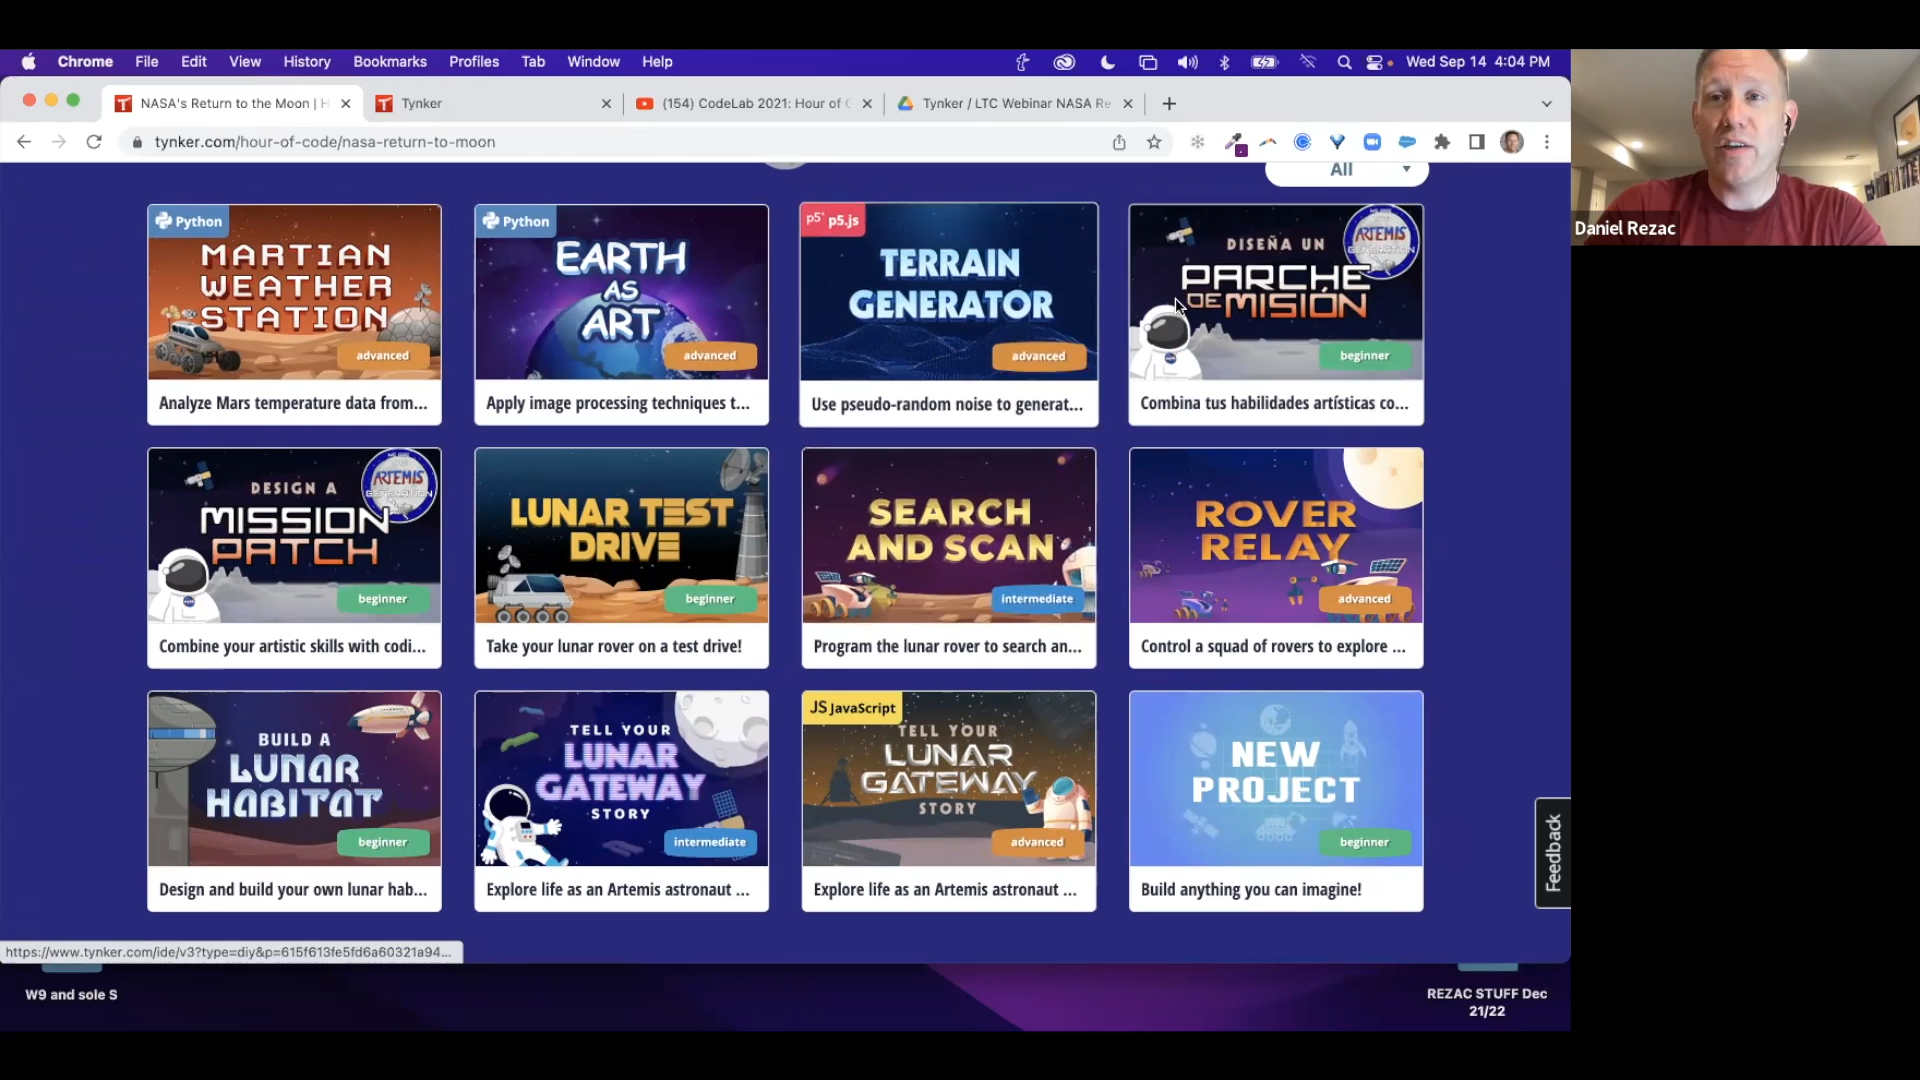 Chrome File Edit View History Bookmarks Profiles Tab Window Help Wed Sep 14 4:04 PM
NASA's Return to the Moon | H Tynker (154) CodeLab 2021: Hour of C Tynker / LTC Webinar NASA Re
tynker.com/hour-of-code/nasa-return-to-moon
All
Daniel Rezac
Python
MARTIAN
WEATHER
STATION
advanced
Analyze Mars temperature data from...
Python
EARTH
AS
ART
advanced
Apply image processing techniques t...
p5* p5.js
TERRAIN
GENERATOR
advanced
Use pseudo-random noise to generat...
WE ARE
ARTEMIS
GENERATION
DISEÑA UN
PARCHE
DE MISIÓN
beginner
Combina tus habilidades artísticas co...
WE ARE
ARTEMIS
GENERATION
DESIGN A
MISSION
PATCH
beginner
Combine your artistic skills with codi...
LUNAR TEST
DRIVE
beginner
Take your lunar rover on a test drive!
SEARCH
AND SCAN
intermediate
Program the lunar rover to search an...
ROVER
RELAY
advanced
Control a squad of rovers to explore ...
BUILD A
LUNAR
HABITAT
beginner
Design and build your own lunar hab...
TELL YOUR
LUNAR
GATEWAY
STORY
intermediate
Explore life as an Artemis astronaut ...
JS JavaScript
TELL YOUR
LUNAR
GATEWAY
STORY
advanced
Explore life as an Artemis astronaut ...
NEW
PROJECT
beginner
Build anything you can imagine!
Feedback
https://www.tynker.com/ide/v3?type=diy&p=615f613fe5fd6a60321a94...
W9 and sole S
REZAC STUFF Dec
21/22